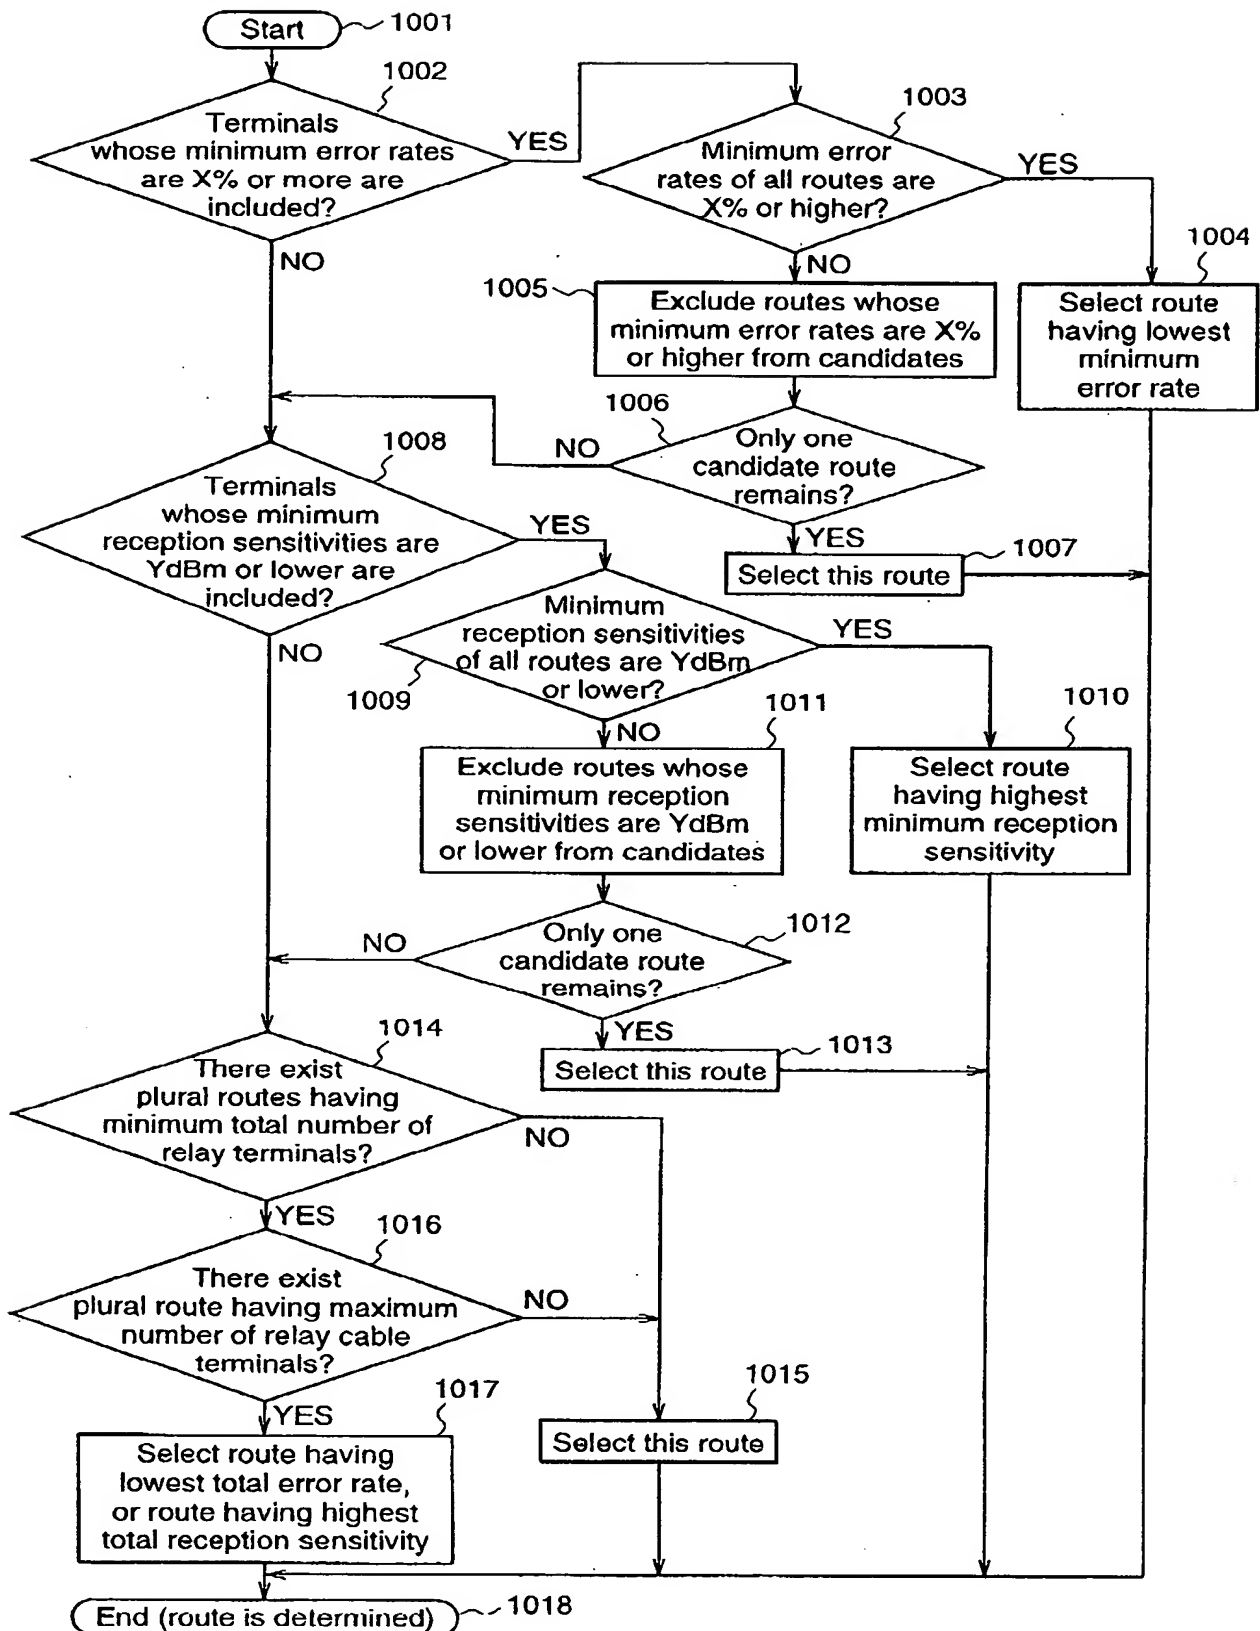 Start
1001
1002
Terminals
whose minimum error rates
are X% or more are
included?
YES
NO
1003
Minimum error
rates of all routes are
X% or higher?
YES
NO
1004
Select route
having lowest
minimum
error rate
1005
Exclude routes whose
minimum error rates are X%
or higher from candidates
1006
Only one
candidate route
remains?
NO
YES
1007
Select this route
1008
Terminals
whose minimum
reception sensitivities are
YdBm or lower are
included?
YES
NO
1009
Minimum
reception sensitivities
of all routes are YdBm
or lower?
YES
NO
1010
Select route
having highest
minimum reception
sensitivity
1011
Exclude routes whose
minimum reception
sensitivities are YdBm
or lower from candidates
1012
Only one
candidate route
remains?
NO
YES
1013
Select this route
1014
There exist
plural routes having
minimum total number of
relay terminals?
NO
YES
1016
There exist
plural route having maximum
number of relay cable
terminals?
NO
YES
1015
Select this route
1017
Select route having
lowest total error rate,
or route having highest
total reception sensitivity
End (route is determined)
1018